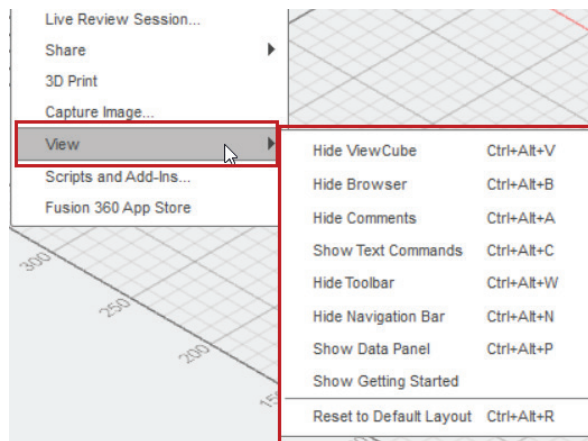 Live Review Session...
Share
3D Print
Capture Image...
View
Scripts and Add-Ins...
Fusion 360 App Store
Hide ViewCube Ctrl+Alt+V
Hide Browser Ctrl+Alt+B
Hide Comments Ctrl+Alt+A
Show Text Commands Ctrl+Alt+C
Hide Toolbar Ctrl+Alt+W
Hide Navigation Bar Ctrl+Alt+N
Show Data Panel Ctrl+Alt+P
Show Getting Started
Reset to Default Layout Ctrl+Alt+R
300
250
200